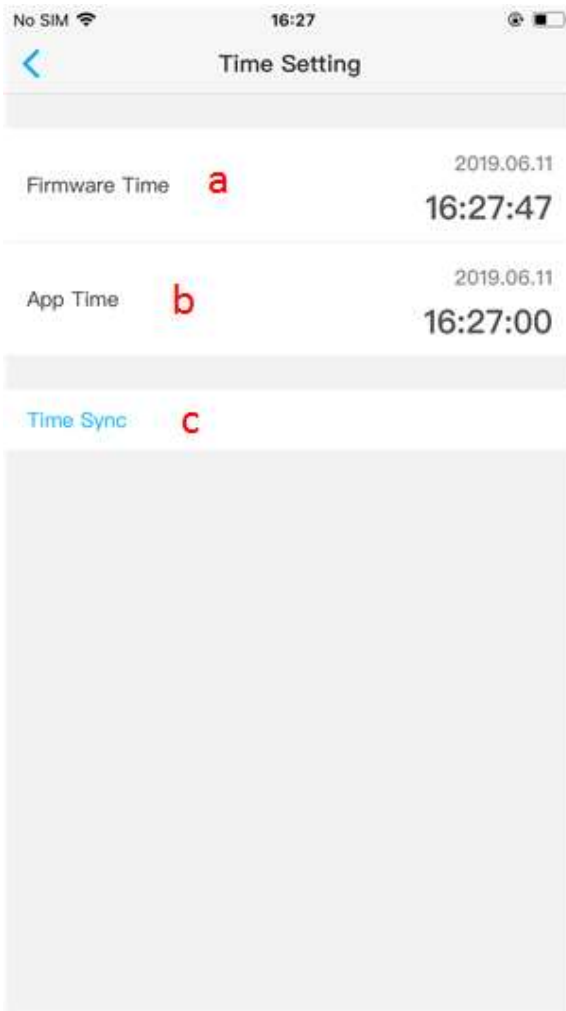 No SIM 16:27
Time Setting
2019.06.11
Firmware Time a
16:27:47
2019.06.11
App Time b
16:27:00
Time Sync c